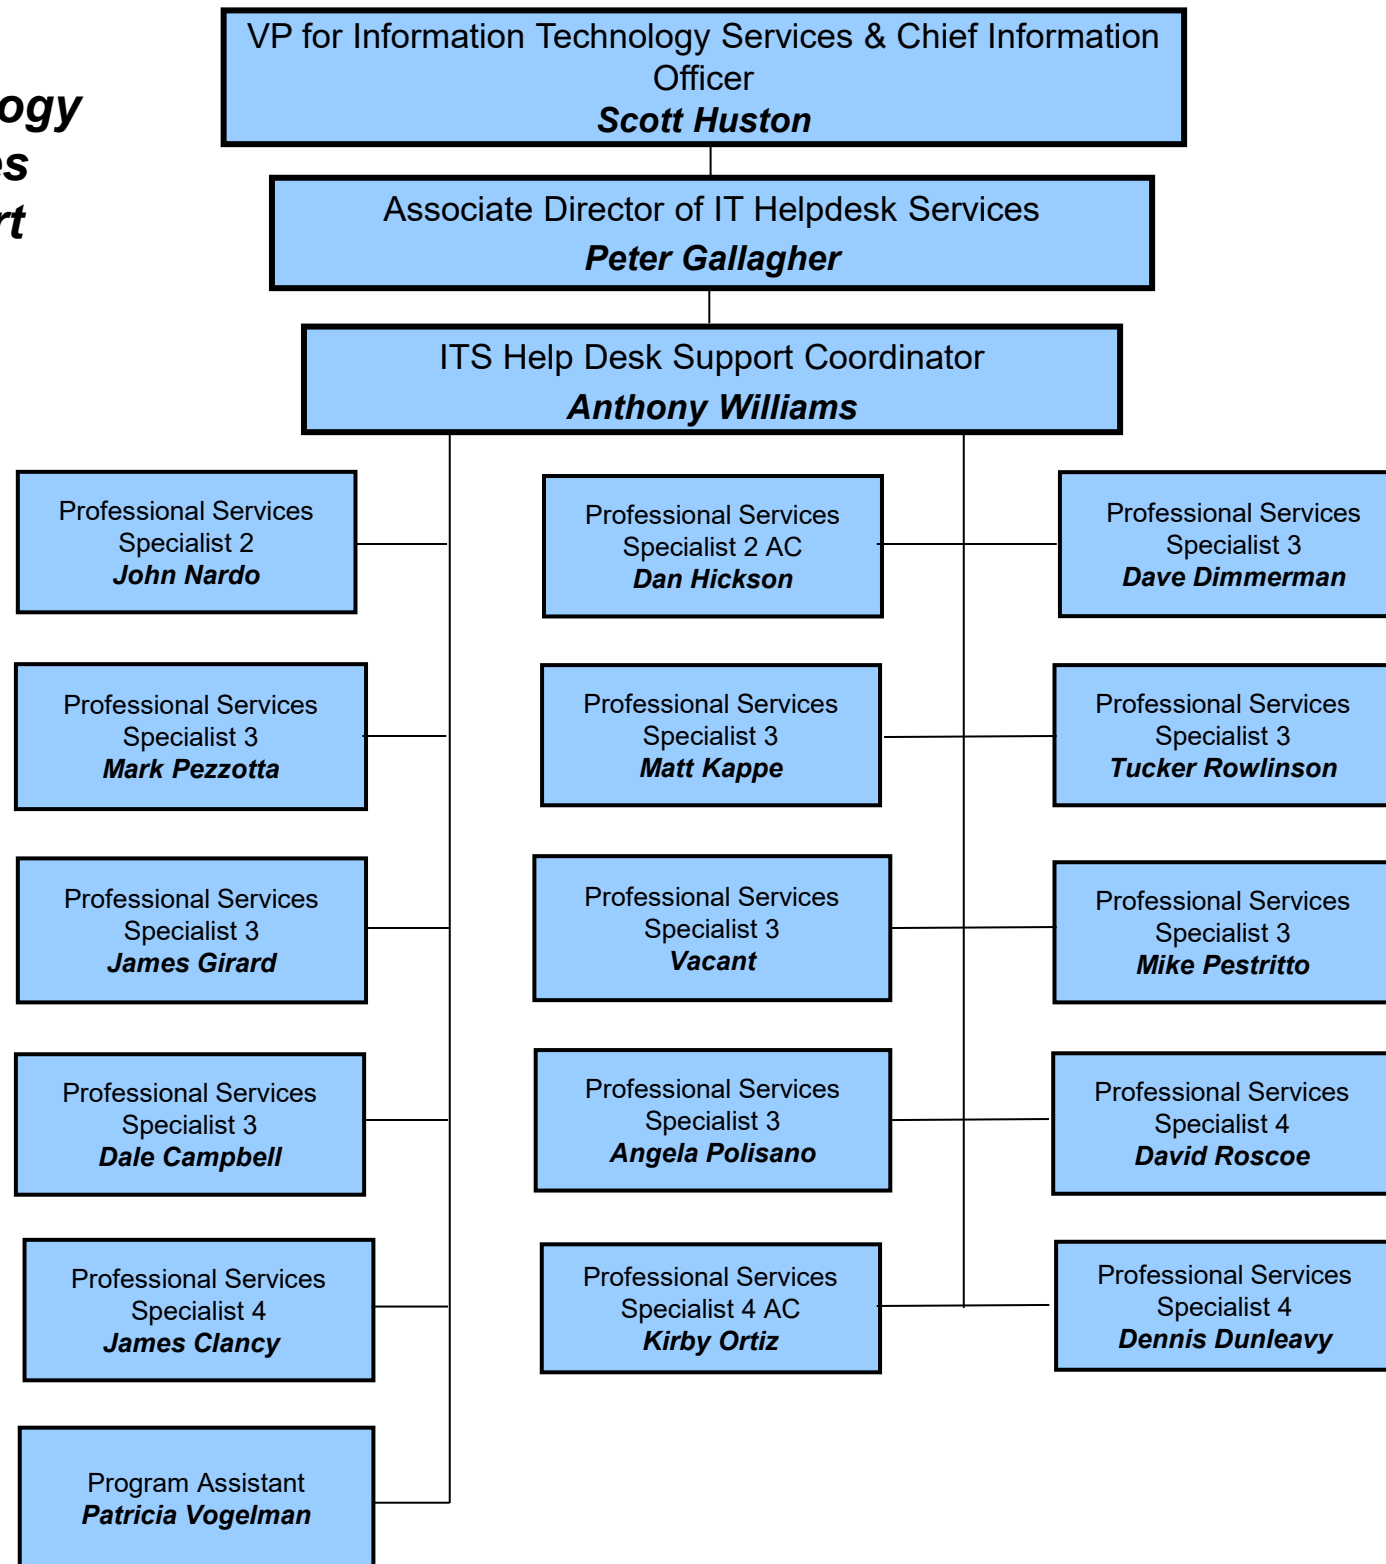 VP for Information Technology Services & Chief Information
Officer
Scott Huston
ogy
es
rt
Associate Director of IT Helpdesk Services
Peter Gallagher
ITS Help Desk Support Coordinator
Anthony Williams
Professional Services
Specialist 2
John Nardo
Professional Services
Specialist 2 AC
Dan Hickson
Professional Services
Specialist 3
Dave Dimmerman
Professional Services
Specialist 3
Mark Pezzotta
Professional Services
Specialist 3
Matt Kappe
Professional Services
Specialist 3
Tucker Rowlinson
Professional Services
Specialist 3
James Girard
Professional Services
Specialist 3
Vacant
Professional Services
Specialist 3
Mike Pestritto
Professional Services
Specialist 3
Dale Campbell
Professional Services
Specialist 3
Angela Polisano
Professional Services
Specialist 4
David Roscoe
Professional Services
Specialist 4
James Clancy
Professional Services
Specialist 4 AC
Kirby Ortiz
Professional Services
Specialist 4
Dennis Dunleavy
Program Assistant
Patricia Vogelman